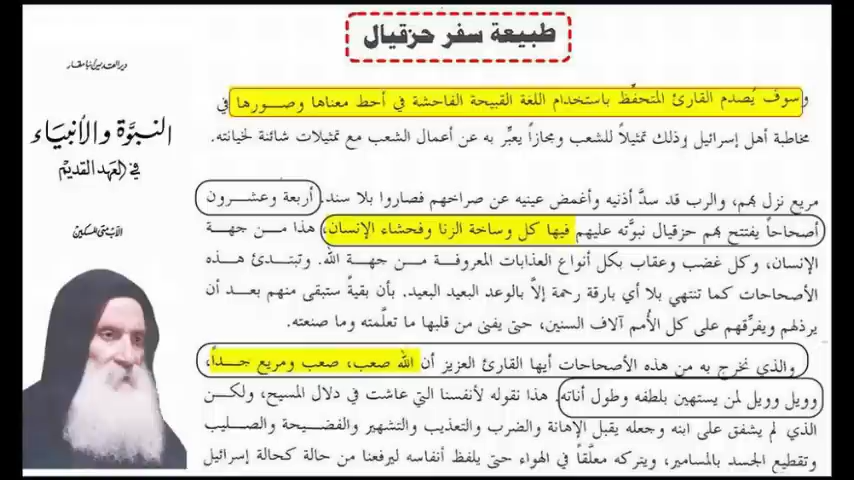 طبيعة سفر حزقيال
دير القديس أنبا مقار
النبوَّة والأنبياء
في العهد القديم
الأب متى المسكين
وسوف يُصدم القارئ المتحفِّظ باستخدام اللغة القبيحة الفاحشة في أحط معناها وصورها في
مخاطبة أهل إسرائيل وذلك تمثيلاً للشعب ومجازاً يعبِّر به عن أعمال الشعب مع تمثيلات شائنة لخيانته.
مريع نزل بهم، والرب قد سدَّ أذنيه وأغمض عينيه عن صراخهم فصاروا بلا سند. أربعة وعشرون
أصحاحاً يفتتح بهم حزقيال نبوَّته عليهم فيها كل وساخة الزنا وفحشاء الإنسان، هذا من جهة
الإنسان، وكل غضب وعقاب بكل أنواع العذابات المعروفة من جهة الله. وتبتدئ هذه
الأصحاحات كما تنتهي بلا أي بارقة رحمة إلاَّ بالوعد البعيد البعيد. بأن بقيةً ستبقى منهم بعد أن
يرذلهم ويفرِّقهم على كل الأُمم آلاف السنين، حتى يفنى من قلبها ما تعلَّمته وما صنعته.
والذي نخرج به من هذه الأصحاحات أيها القارئ العزيز أن الله صعب، صعب ومريع جداً،
وويل وويل لمن يستهين بلطفه وطول أناته. هذا نقوله لأنفسنا التي عاشت في دلال المسيح، ولكن
الذي لم يشفق على ابنه وجعله يقبل الإهانة والضرب والتعذيب والتشهير والفضيحة والصليب
وتقطيع الجسد بالمسامير، ويتركه معلَّقاً في الهواء حتى يلفظ أنفاسه ليرفعنا من حالة كحالة إسرائيل